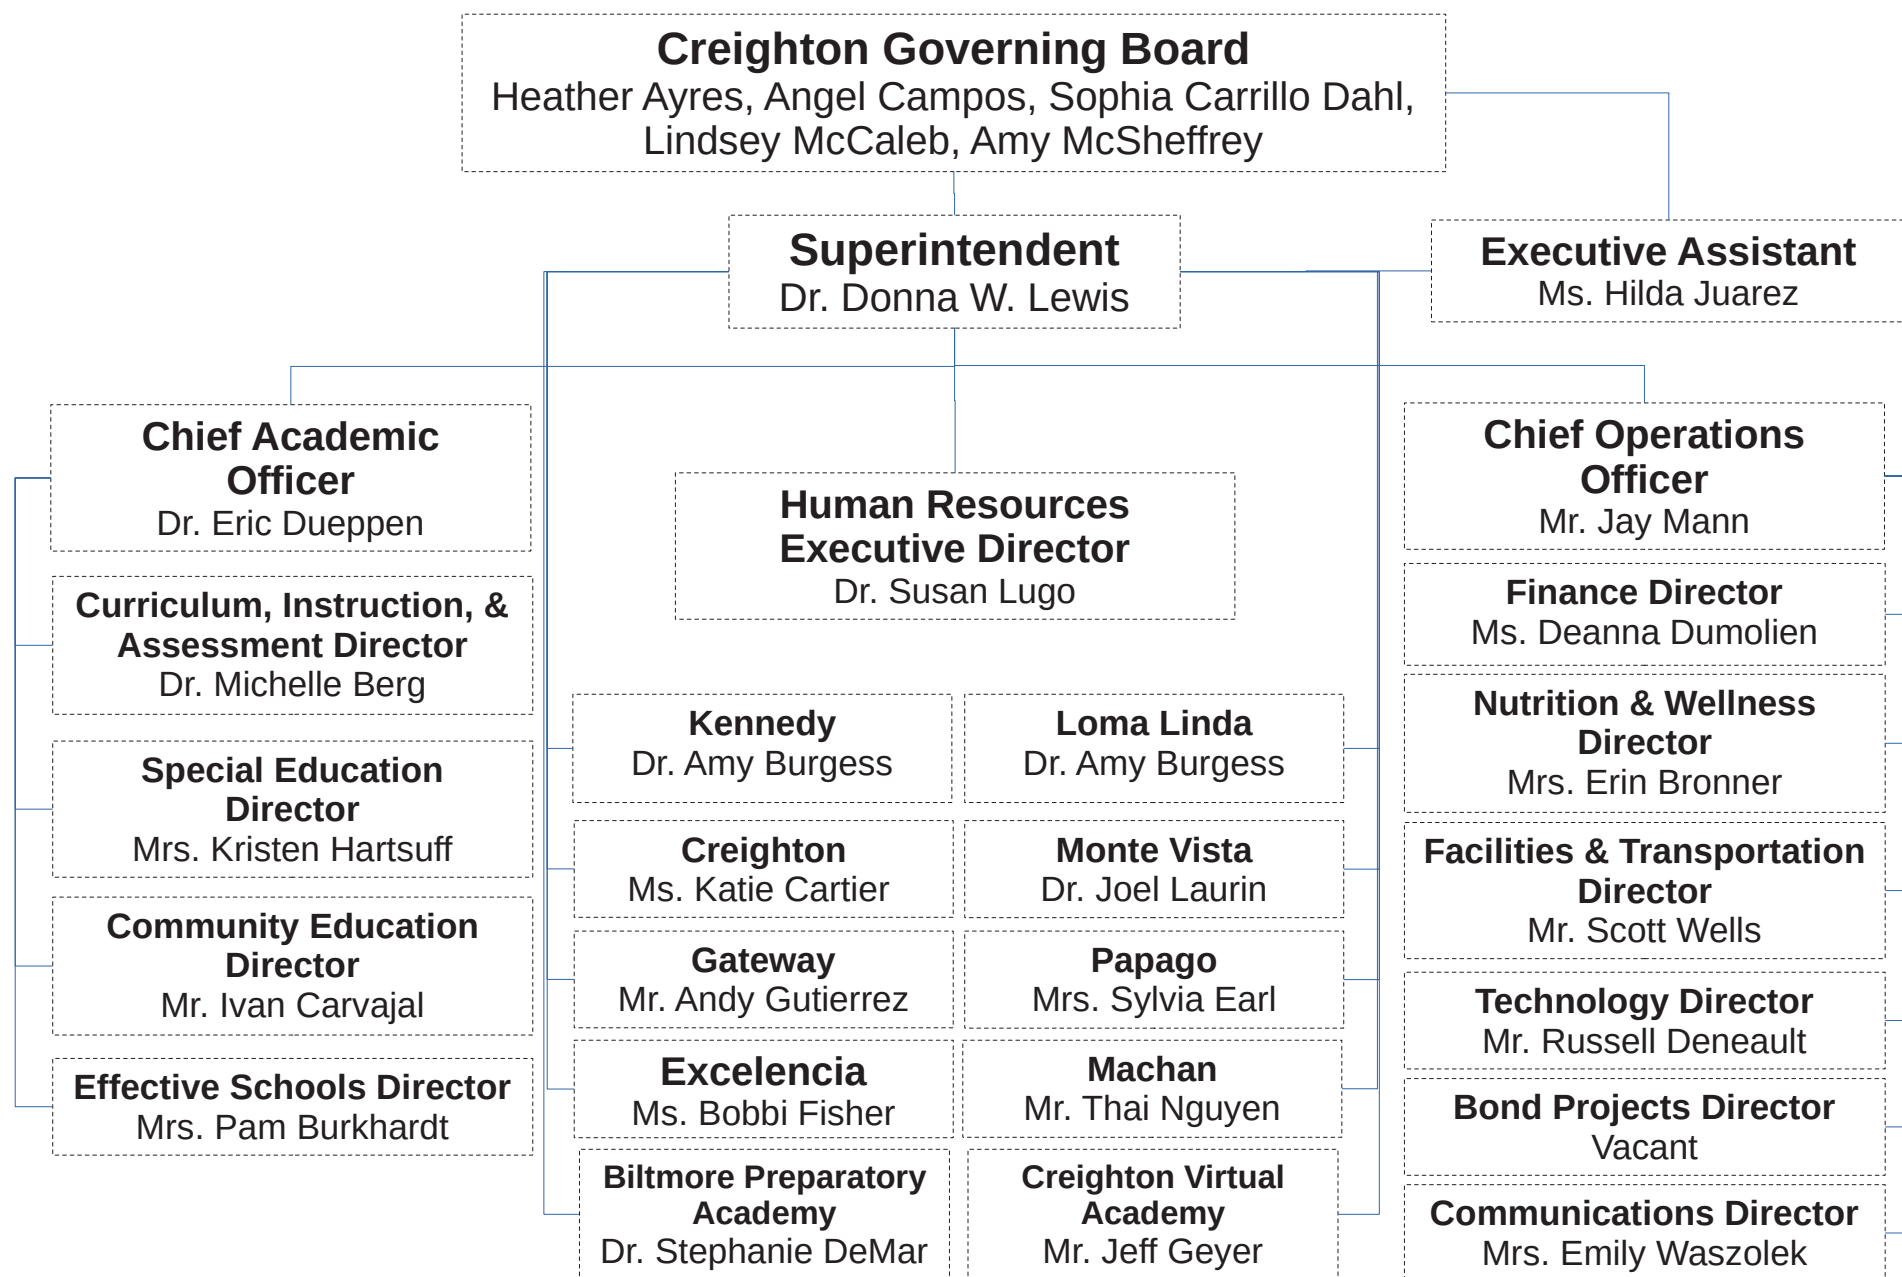 Creighton Governing Board
Heather Ayres, Angel Campos, Sophia Carrillo Dahl,
Lindsey McCaleb, Amy McSheffrey
Superintendent
Dr. Donna W. Lewis
Executive Assistant
Ms. Hilda Juarez
Chief Academic
Officer
Dr. Eric Dueppen
Curriculum, Instruction, &
Assessment Director
Dr. Michelle Berg
Special Education
Director
Mrs. Kristen Hartsuff
Community Education
Director
Mr. Ivan Carvajal
Effective Schools Director
Mrs. Pam Burkhardt
Human Resources
Executive Director
Dr. Susan Lugo
Kennedy
Dr. Amy Burgess
Loma Linda
Dr. Amy Burgess
Creighton
Ms. Katie Cartier
Monte Vista
Dr. Joel Laurin
Gateway
Mr. Andy Gutierrez
Papago
Mrs. Sylvia Earl
Excelencia
Ms. Bobbi Fisher
Machan
Mr. Thai Nguyen
Biltmore Preparatory
Academy
Dr. Stephanie DeMar
Creighton Virtual
Academy
Mr. Jeff Geyer
Chief Operations
Officer
Mr. Jay Mann
Finance Director
Ms. Deanna Dumolien
Nutrition & Wellness
Director
Mrs. Erin Bronner
Facilities & Transportation
Director
Mr. Scott Wells
Technology Director
Mr. Russell Deneault
Bond Projects Director
Vacant
Communications Director
Mrs. Emily Waszolek